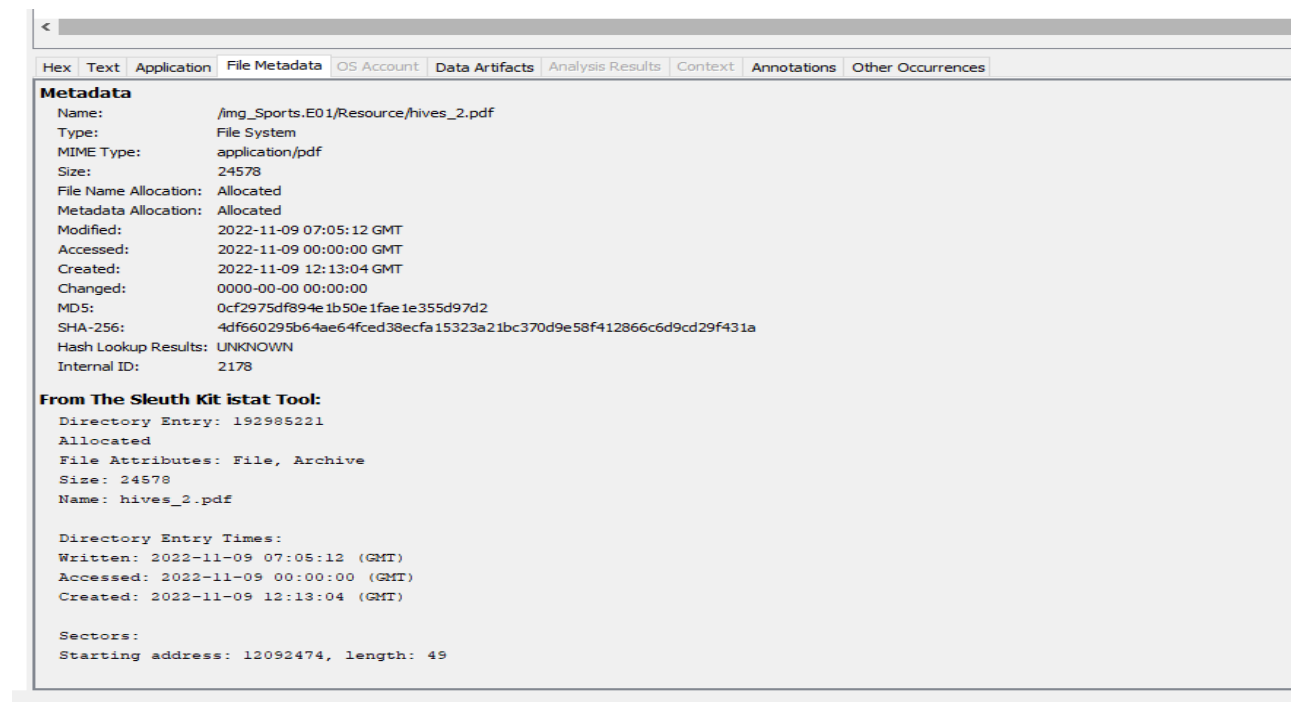 <
Hex Text Application File Metadata OS Account Data Artifacts Analysis Results Context Annotations Other Occurrences
Metadata
Name: /img_Sports.E01/Resource/hives_2.pdf
Type: File System
MIME Type: application/pdf
Size: 24578
File Name Allocation: Allocated
Metadata Allocation: Allocated
Modified: 2022-11-09 07:05:12 GMT
Accessed: 2022-11-09 00:00:00 GMT
Created: 2022-11-09 12:13:04 GMT
Changed: 0000-00-00 00:00:00
MD5: 0cf2975df894e1b50e1fae1e355d97d2
SHA-256: 4df660295b64ae64fced38ecfa15323a21bc370d9e58f412866c6d9cd29f431a
Hash Lookup Results: UNKNOWN
Internal ID: 2178
From The Sleuth Kit istat Tool:
Directory Entry: 192985221
Allocated
File Attributes: File, Archive
Size: 24578
Name: hives_2.pdf
Directory Entry Times:
Written: 2022-11-09 07:05:12 (GMT)
Accessed: 2022-11-09 00:00:00 (GMT)
Created: 2022-11-09 12:13:04 (GMT)
Sectors:
Starting address: 12092474, length: 49